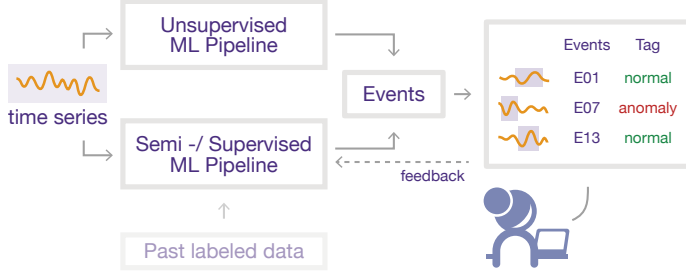 Unsupervised
ML Pipeline
time series
Semi -/ Supervised
ML Pipeline
Past labeled data
Events
feedback
Events Tag
E01 normal
E07 anomaly
E13 normal